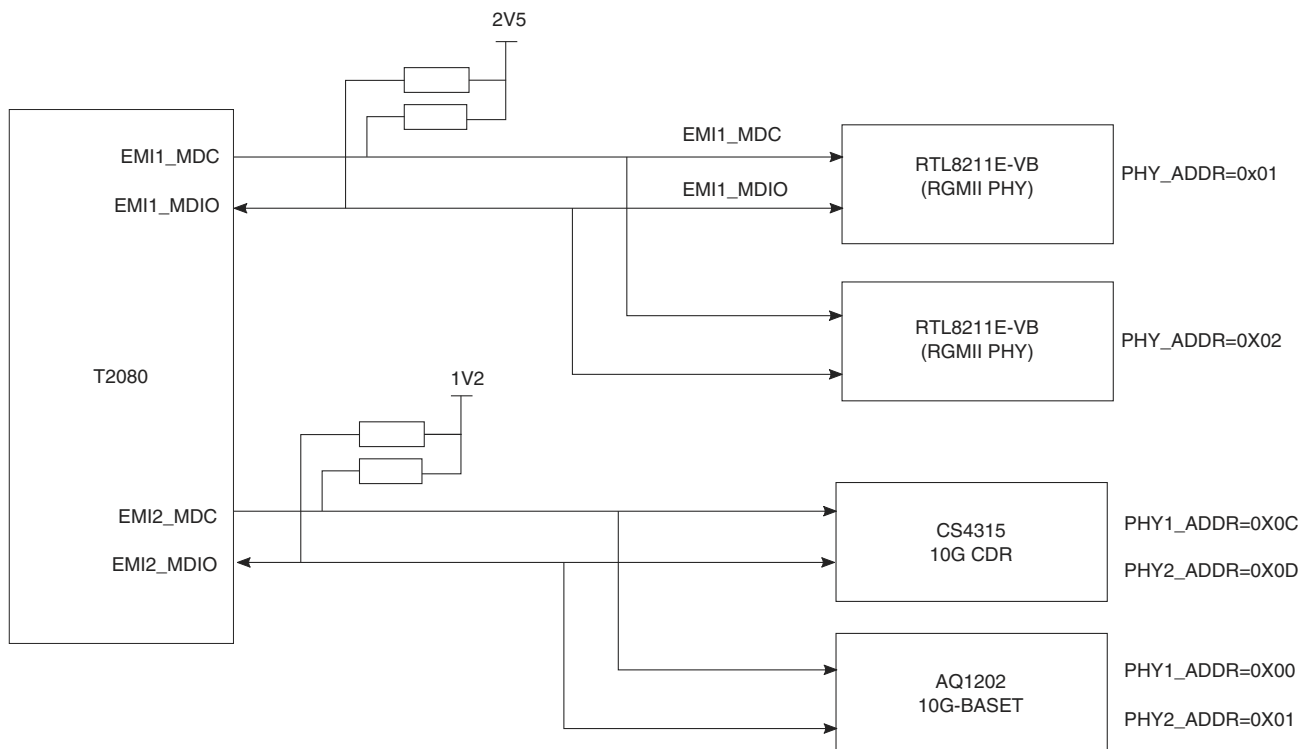 2V5
EMI1_MDC
EMI1_MDC
RTL8211E-VB
(RGMII PHY)
PHY_ADDR=0x01
EMI1_MDIO
EMI1_MDIO
RTL8211E-VB
(RGMII PHY)
PHY_ADDR=0X02
T2080
1V2
EMI2_MDC
EMI2_MDIO
CS4315
10G CDR
PHY1_ADDR=0X0C
PHY2_ADDR=0X0D
AQ1202
10G-BASET
PHY1_ADDR=0X00
PHY2_ADDR=0X01